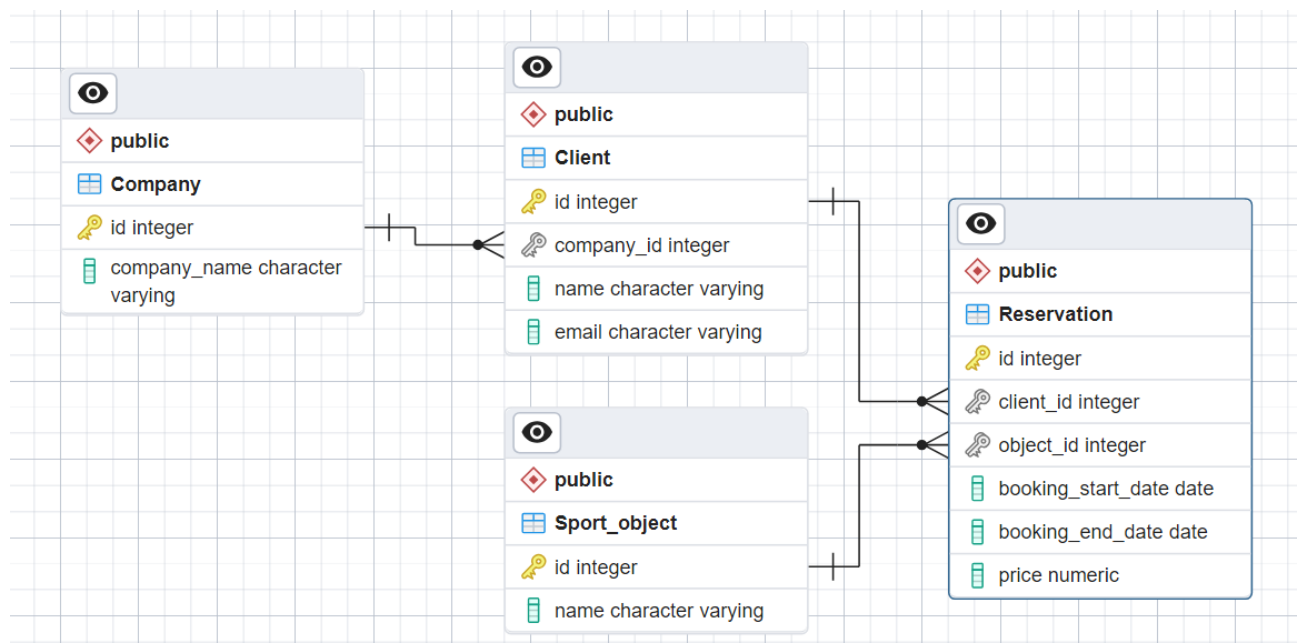 public
Company
id integer
company_name character
varying
public
Client
id integer
company_id integer
name character varying
email character varying
public
Sport_object
id integer
name character varying
public
Reservation
id integer
client_id integer
object_id integer
booking_start_date date
booking_end_date date
price numeric